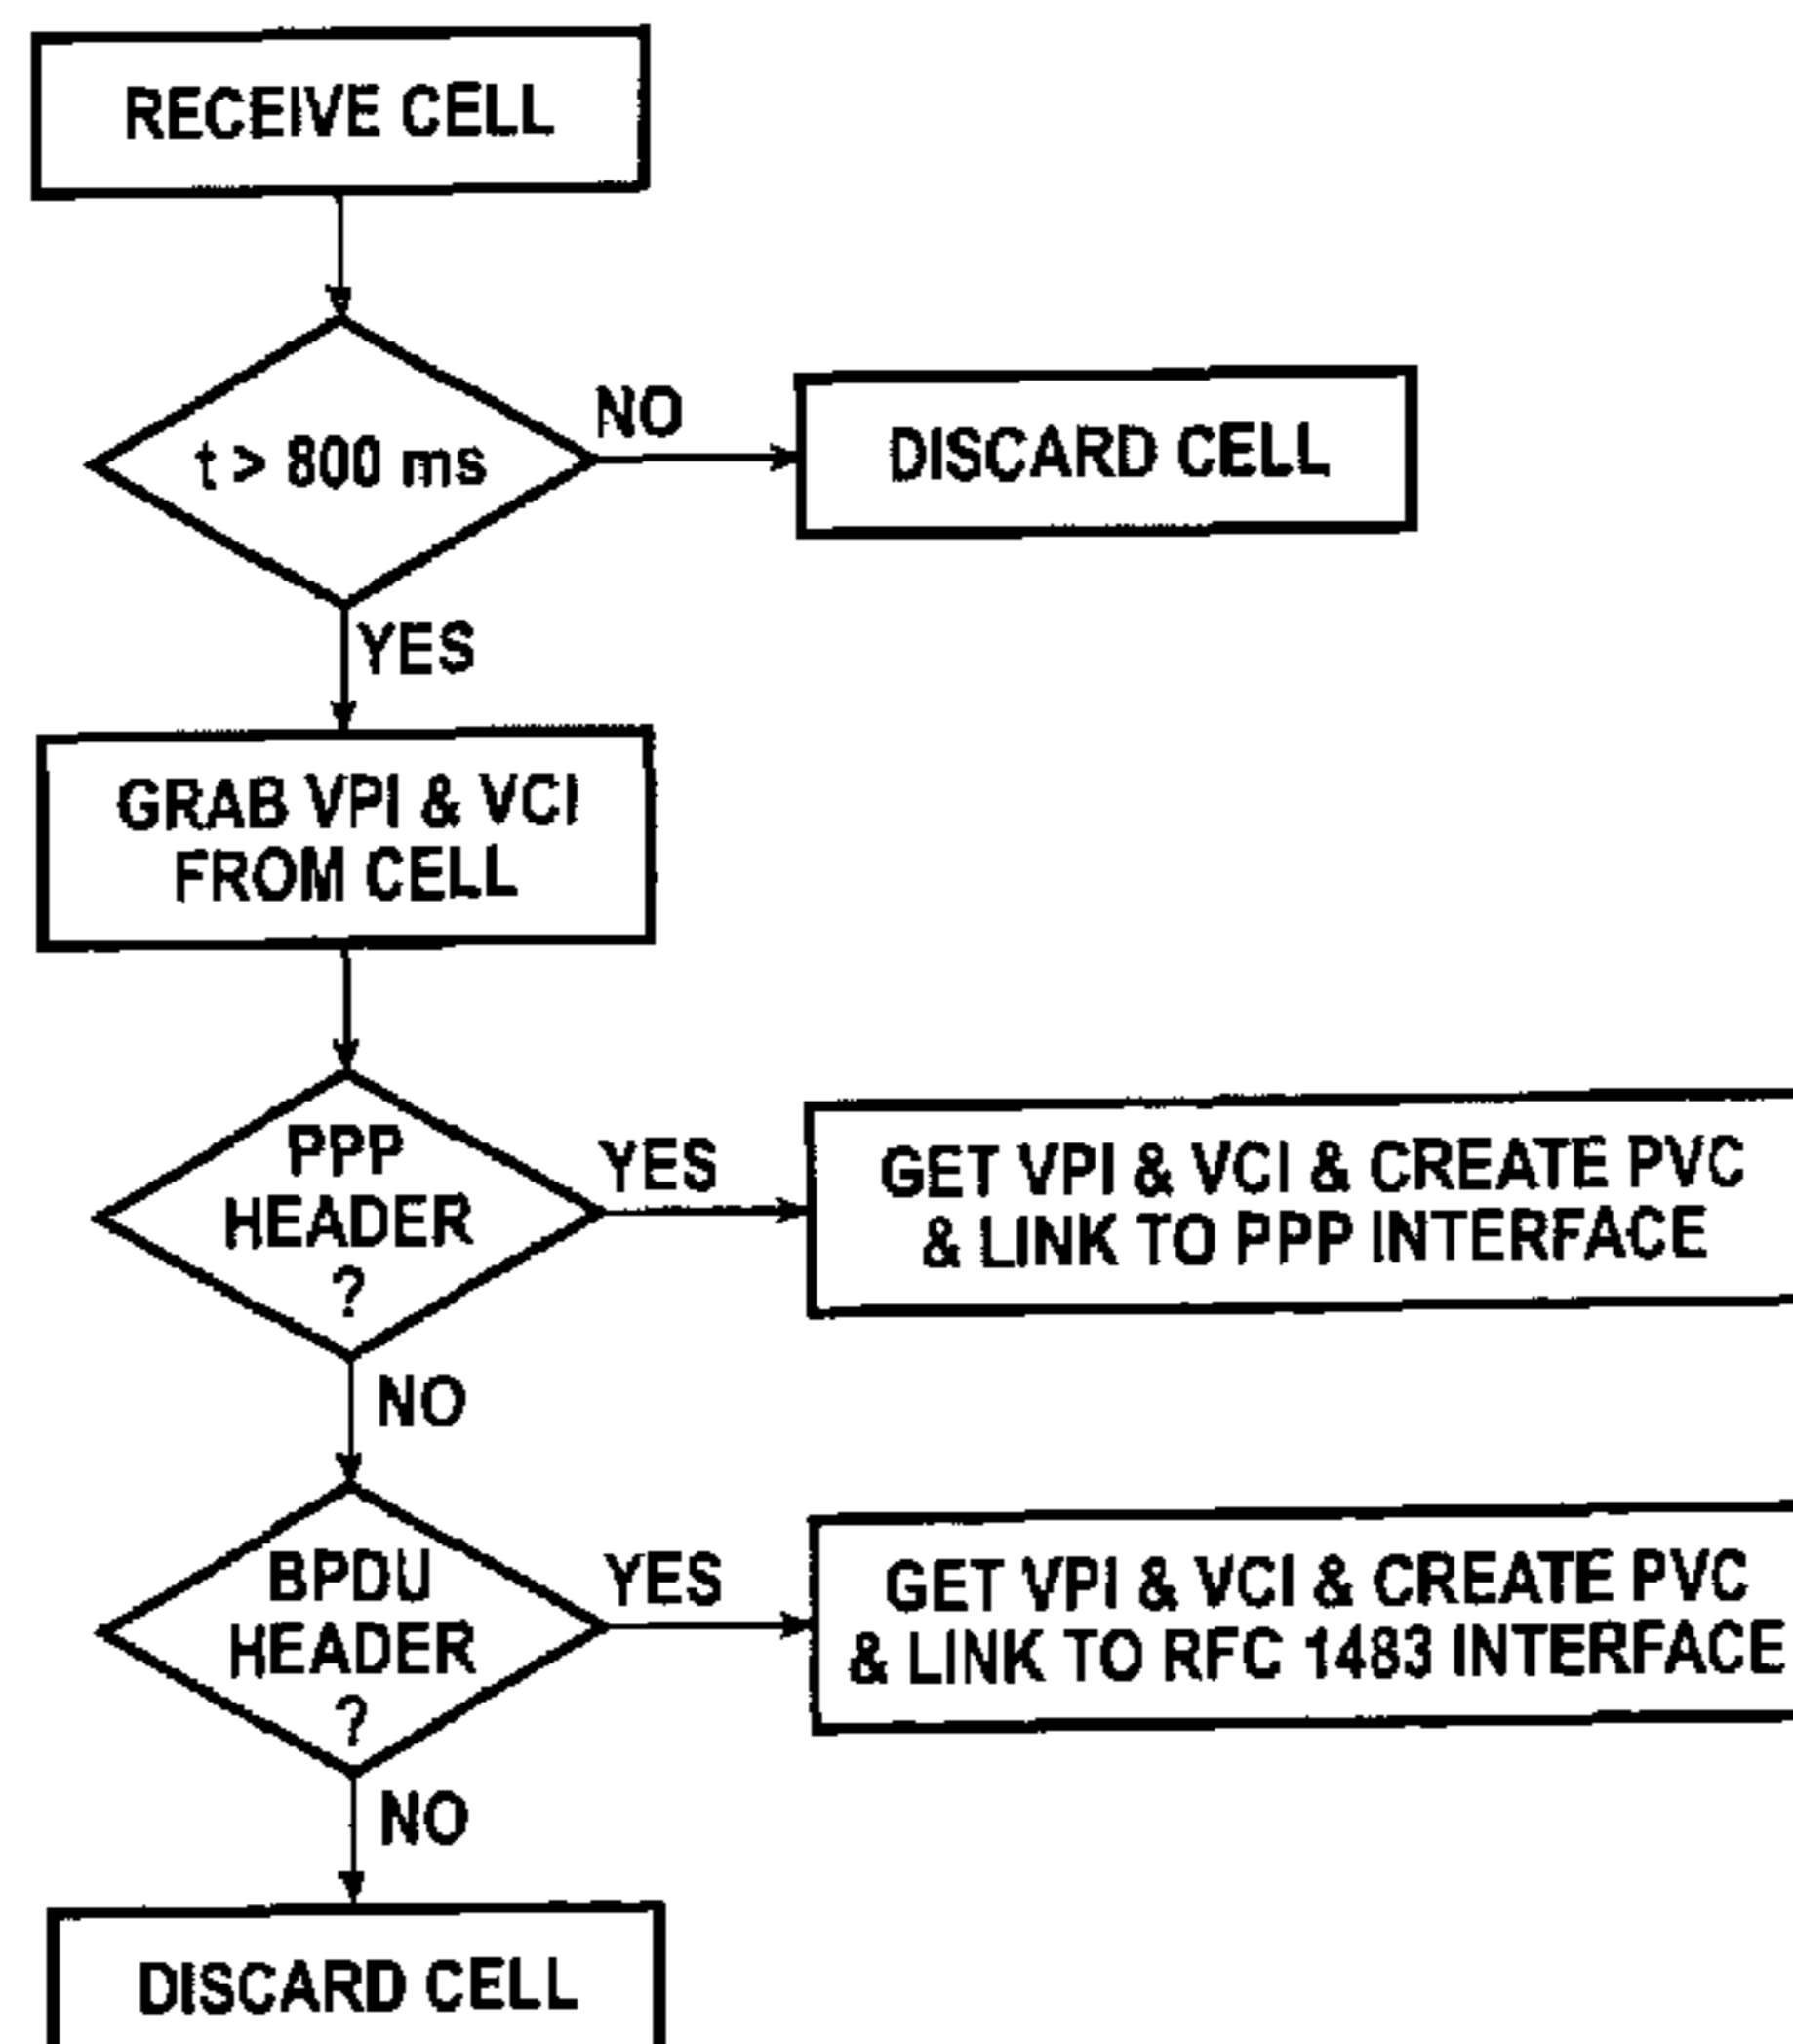 RECEIVE CELL
t > 800 ms
NO
DISCARD CELL
YES
GRAB VPI & VCI
FROM CELL
PPP
HEADER
?
YES
GET VPI & VCI & CREATE PVC
& LINK TO PPP INTERFACE
NO
BPDU
HEADER
?
YES
GET VPI & VCI & CREATE PVC
& LINK TO RFC 1483 INTERFACE
NO
DISCARD CELL